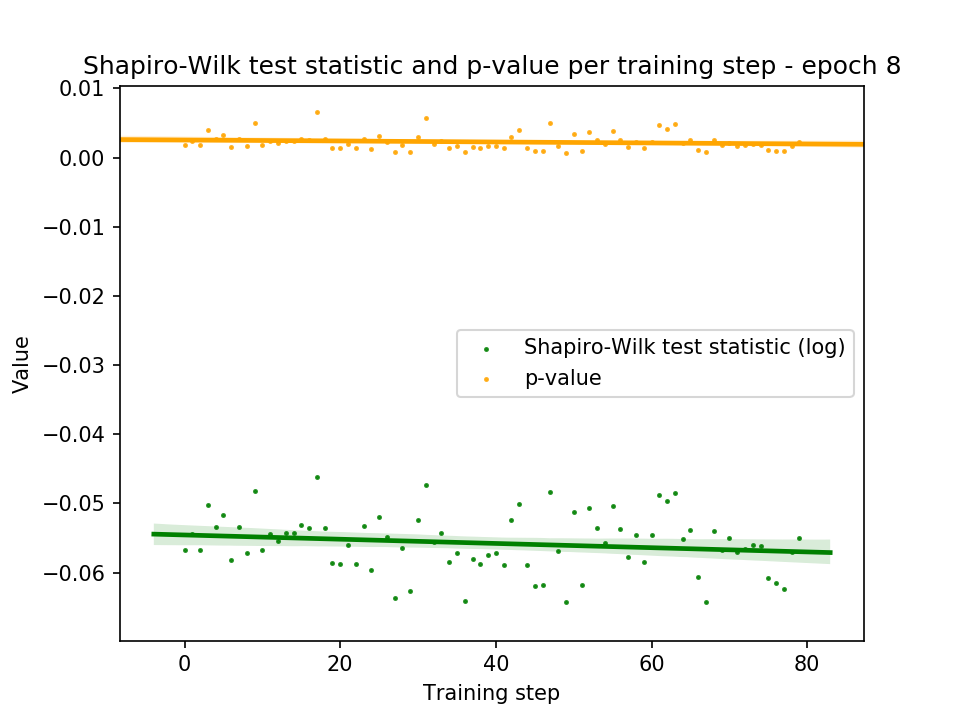 Shapiro-Wilk test statistic and p-value per training step - epoch 8
0.01
0.00
−0.01
−0.02
−0.03
−0.04
−0.05
−0.06
Value
Shapiro-Wilk test statistic (log)
p-value
0 20 40 60 80
Training step